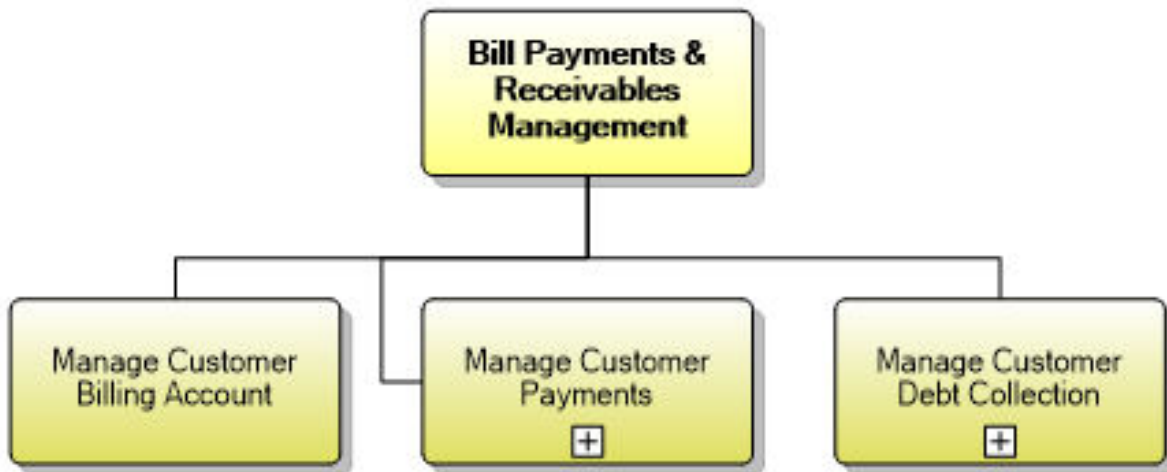 Bill Payments &
Receivables
Management
Manage Customer
Billing Account
Manage Customer
Payments
Manage Customer
Debt Collection